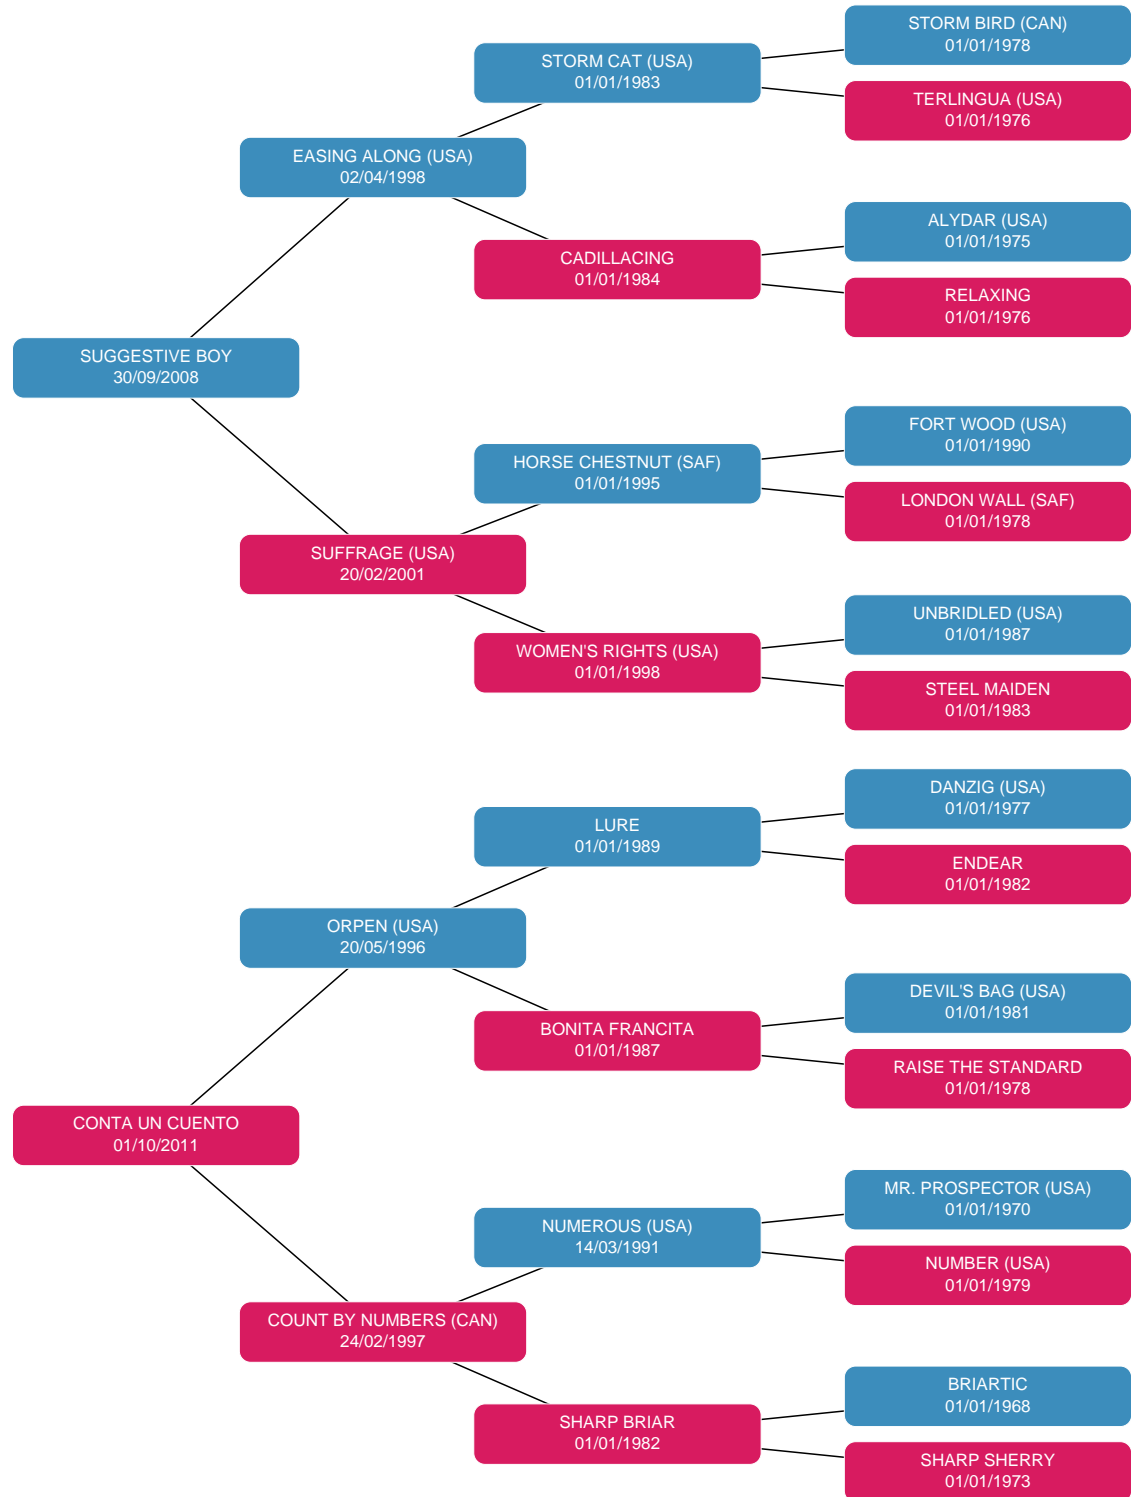 STORM BIRD (CAN)
01/01/1978
STORM CAT (USA)
01/01/1983
TERLINGUA (USA)
01/01/1976
EASING ALONG (USA)
02/04/1998
ALYDAR (USA)
01/01/1975
CADILLACING
01/01/1984
RELAXING
01/01/1976
SUGGESTIVE BOY
30/09/2008
FORT WOOD (USA)
01/01/1990
HORSE CHESTNUT (SAF)
01/01/1995
LONDON WALL (SAF)
01/01/1978
SUFFRAGE (USA)
20/02/2001
UNBRIDLED (USA)
01/01/1987
WOMEN'S RIGHTS (USA)
01/01/1998
STEEL MAIDEN
01/01/1983
DANZIG (USA)
01/01/1977
LURE
01/01/1989
ENDEAR
01/01/1982
ORPEN (USA)
20/05/1996
DEVIL'S BAG (USA)
01/01/1981
BONITA FRANCITA
01/01/1987
RAISE THE STANDARD
01/01/1978
CONTA UN CUENTO
01/10/2011
MR. PROSPECTOR (USA)
01/01/1970
NUMEROUS (USA)
14/03/1991
NUMBER (USA)
01/01/1979
COUNT BY NUMBERS (CAN)
24/02/1997
BRIARTIC
01/01/1968
SHARP BRIAR
01/01/1982
SHARP SHERRY
01/01/1973